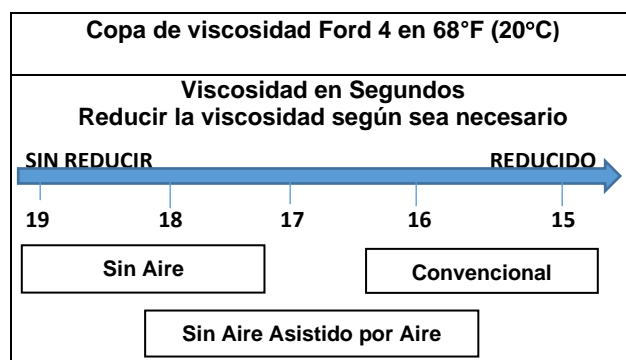 Copa de viscosidad Ford 4 en 68°F (20°C)
Viscosidad en Segundos
Reducir la viscosidad según sea necesario
SIN REDUCIR REDUCIDO
19 18 17 16 15
Sin Aire Convencional
Sin Aire Asistido por Aire